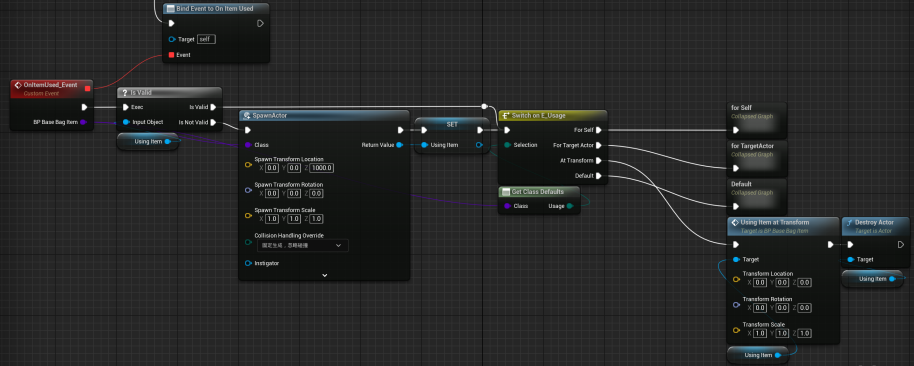 Bind Event to On Item Used
Target self
Event
OnItemUsed_Event
Custom Event
BP Base Bag Item
Is Valid
Exec
Is Valid
Input Object
Is Not Valid
Using Item
SpawnActor
Class
Return Value
Spawn Transform Location
X 0.0 Y 0.0 Z 1000.0
Spawn Transform Rotation
X 0.0 Y 0.0 Z 0.0
Spawn Transform Scale
X 1.0 Y 1.0 Z 1.0
Collision Handling Override
固定生成，忽略碰撞
Instigator
SET
Using Item
Switch on E_Usage
For Self
Selection
For Target Actor
At Transform
Default
Get Class Defaults
Class
Usage
for Self
Collapsed Graph
for TargetActor
Collapsed Graph
Default
Collapsed Graph
Using Item at Transform
Target is BP Base Bag Item
Target
Transform Location
X 0.0 Y 0.0 Z 0.0
Transform Rotation
X 0.0 Y 0.0 Z 0.0
Transform Scale
X 1.0 Y 1.0 Z 1.0
Using Item
Destroy Actor
Target is Actor
Target
Using Item